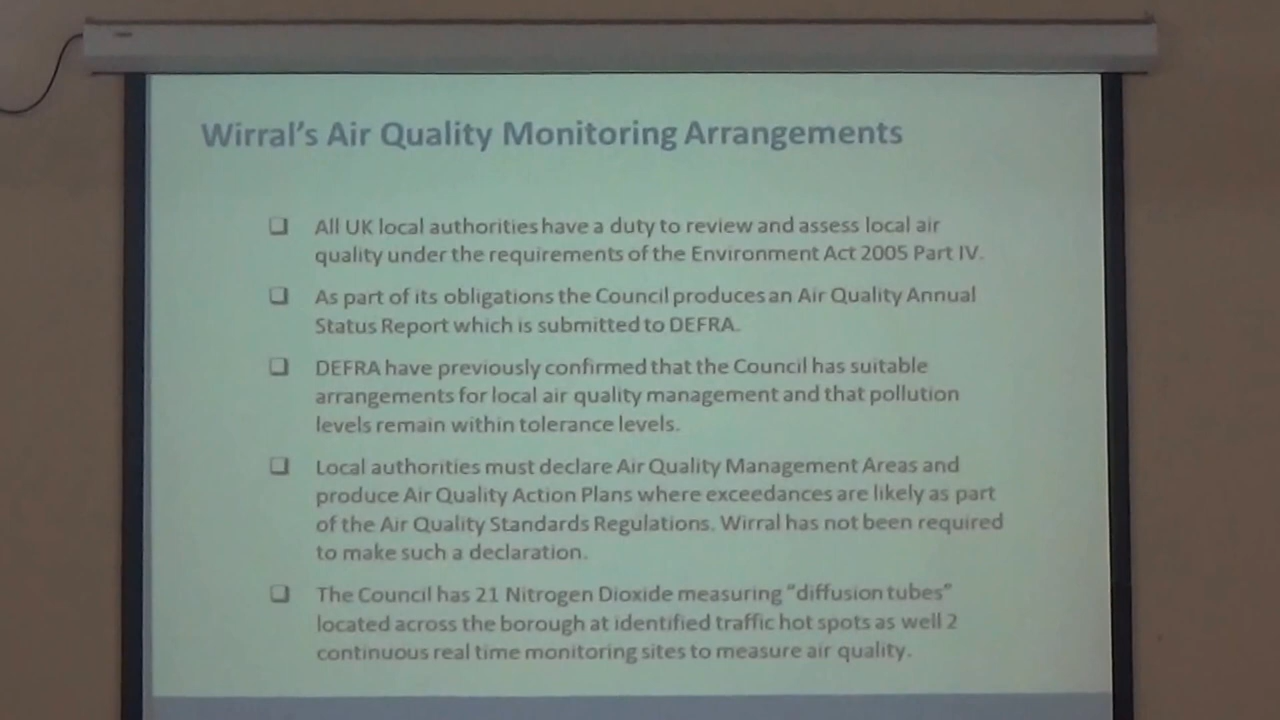 Wirral's Air Quality Monitoring Arrangements
❑ All UK local authorities have a duty to review and assess local air
quality under the requirements of the Environment Act 2005 Part IV.
❑ As part of its obligations the Council produces an Air Quality Annual
Status Report which is submitted to DEFRA.
❑ DEFRA have previously confirmed that the Council has suitable
arrangements for local air quality management and that pollution
levels remain within tolerance levels.
❑ Local authorities must declare Air Quality Management Areas and
produce Air Quality Action Plans where exceedances are likely as part
of the Air Quality Standards Regulations. Wirral has not been required
to make such a declaration.
❑ The Council has 21 Nitrogen Dioxide measuring “diffusion tubes”
located across the borough at identified traffic hot spots as well 2
continuous real time monitoring sites to measure air quality.